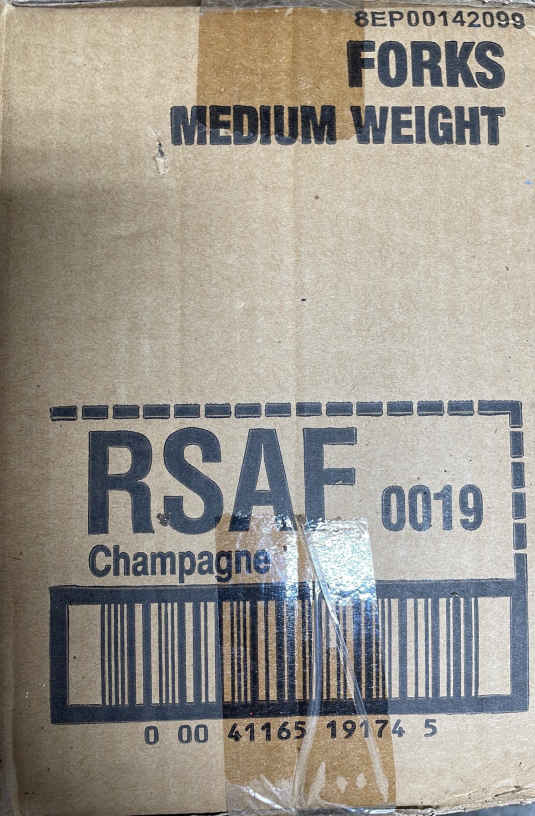 8EP00142099
FORKS
MEDIUM WEIGHT
RSAF 0019
Champagne
0 00 41165 19174 5